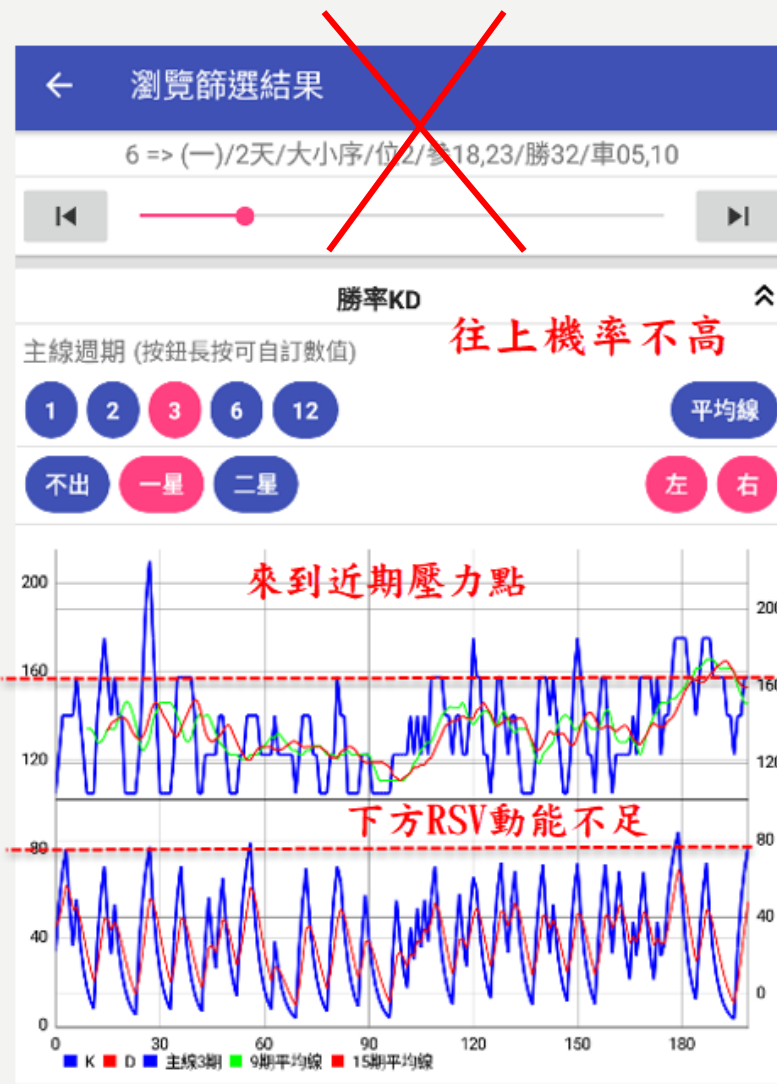 瀏覽篩選結果
6 => (一)/2天/大小序/位2/參18,23/勝32/車05,10
勝率KD
往上機率不高
主線週期 (按鈕長按可自訂數值)
1 2 3 6 12 平均線
不出 一星 二星 左 右
來到近期壓力點
200 200
160 160
120 120
下方RSV動能不足
80 80
40 40
0 0
0 30 60 90 120 150 180
K D 主線3期 9期平均線 15期平均線